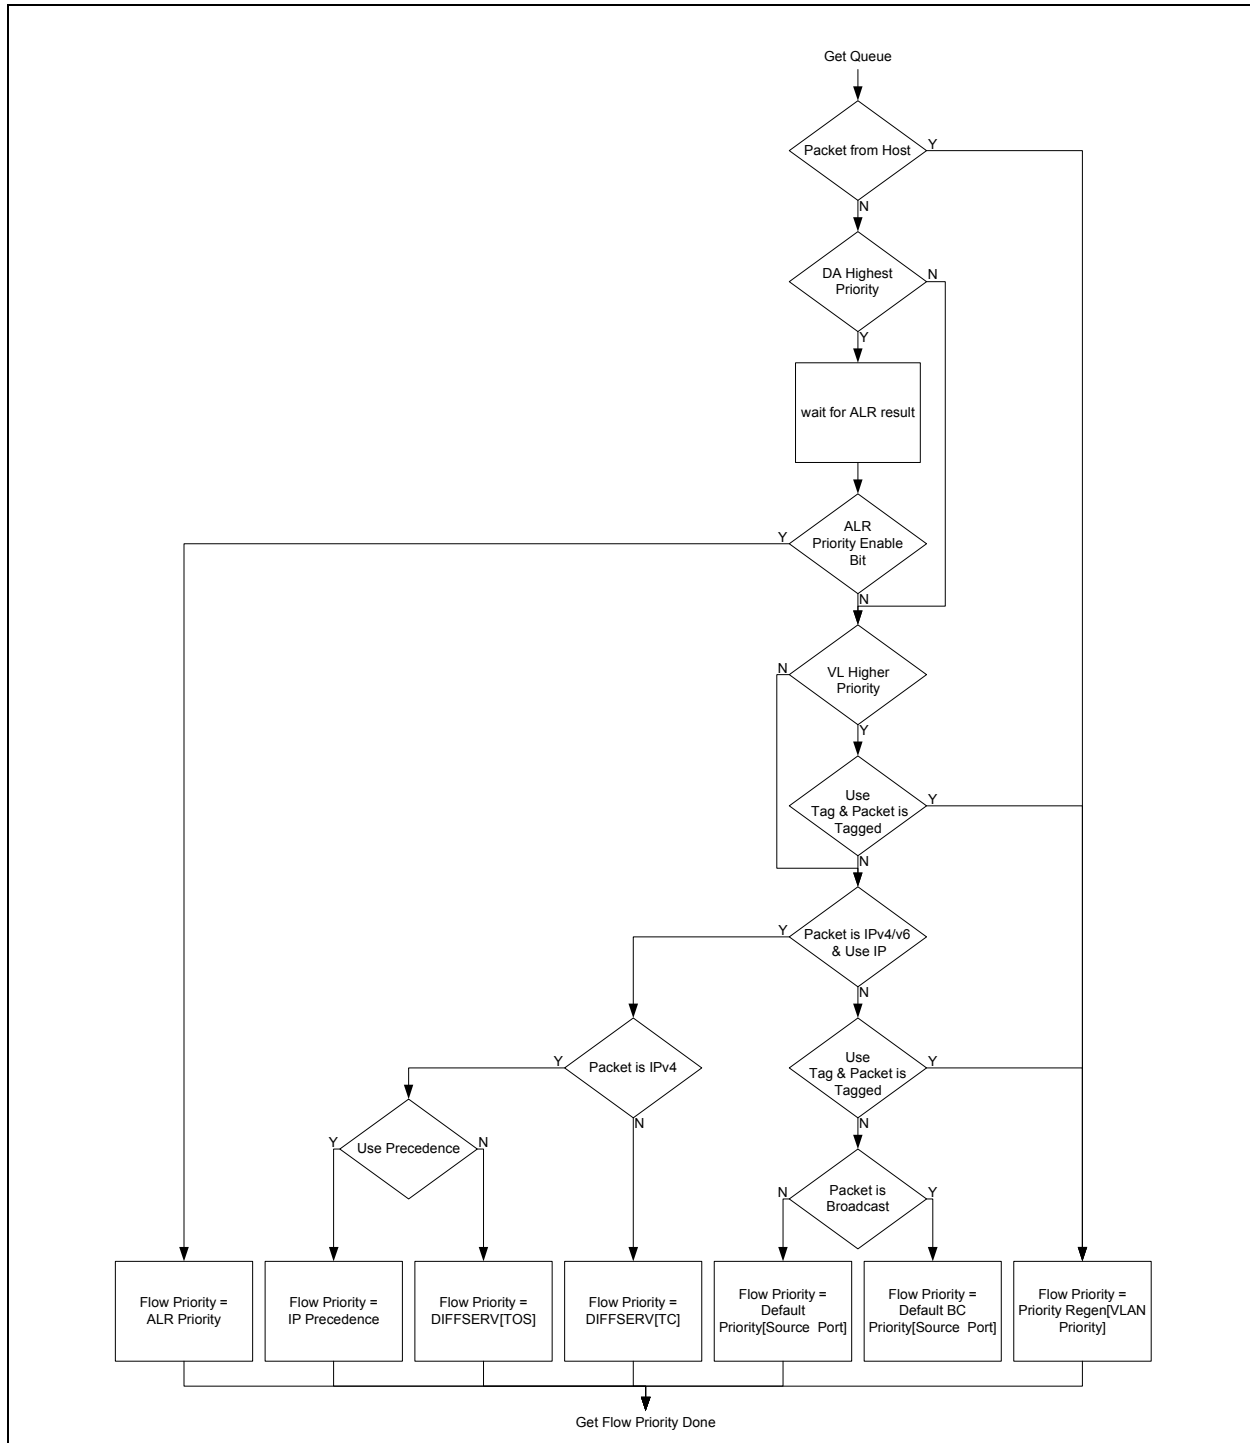 Get Queue
Packet from Host
Y
N
DA Highest
Priority
N
Y
wait for ALR result
ALR
Priority Enable
Bit
Y
N
VL Higher
Priority
N
Y
Use
Tag & Packet is
Tagged
Y
N
Packet is IPv4/v6
& Use IP
Y
N
Packet is IPv4
Y
N
Use
Tag & Packet is
Tagged
Y
N
Use Precedence
Y
N
Packet is
Broadcast
N
Y
Flow Priority =
ALR Priority
Flow Priority =
IP Precedence
Flow Priority =
DIFFSERV[TOS]
Flow Priority =
DIFFSERV[TC]
Flow Priority =
Default
Priority[Source Port]
Flow Priority =
Default BC
Priority[Source Port]
Flow Priority =
Priority Regen[VLAN
Priority]
Get Flow Priority Done